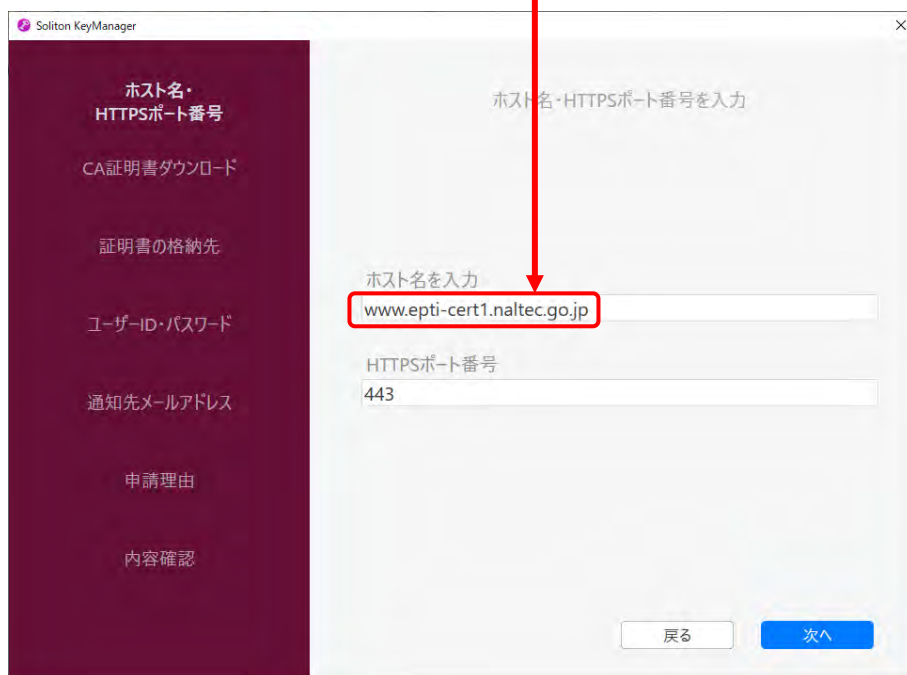 Soliton KeyManager
ホスト名・
HTTPSポート番号
CA証明書ダウンロード
証明書の格納先
ユーザーID・パスワード
通知先メールアドレス
申請理由
内容確認
ホスト名・HTTPSポート番号を入力
ホスト名を入力
www.epti-cert1.naltec.go.jp
HTTPSポート番号
443
戻る
次へ